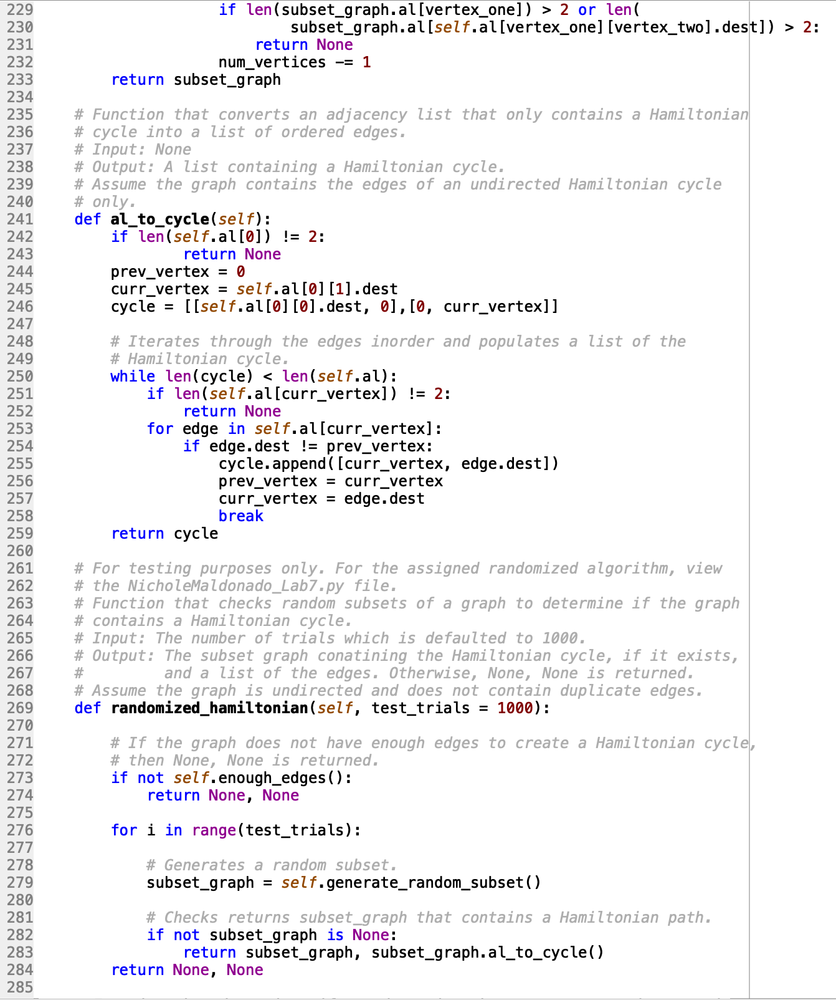 229 if len(subset_graph.al[vertex_one]) > 2 or len(
230 subset_graph.al[self.al[vertex_one][vertex_two].dest]) > 2:
231 return None
232 num_vertices -= 1
233 return subset_graph
234
235 # Function that converts an adjacency list that only contains a Hamiltonian
236 # cycle into a list of ordered edges.
237 # Input: None
238 # Output: A list containing a Hamiltonian cycle.
239 # Assume the graph contains the edges of an undirected Hamiltonian cycle
240 # only.
241 def al_to_cycle(self):
242 if len(self.al[0]) != 2:
243 return None
244 prev_vertex = 0
245 curr_vertex = self.al[0][1].dest
246 cycle = [[self.al[0][0].dest, 0],[0, curr_vertex]]
247
248 # Iterates through the edges inorder and populates a list of the
249 # Hamiltonian cycle.
250 while len(cycle) < len(self.al):
251 if len(self.al[curr_vertex]) != 2:
252 return None
253 for edge in self.al[curr_vertex]:
254 if edge.dest != prev_vertex:
255 cycle.append([curr_vertex, edge.dest])
256 prev_vertex = curr_vertex
257 curr_vertex = edge.dest
258 break
259 return cycle
260
261 # For testing purposes only. For the assigned randomized algorithm, view
262 # the NicholeMaldonado_Lab7.py file.
263 # Function that checks random subsets of a graph to determine if the graph
264 # contains a Hamiltonian cycle.
265 # Input: The number of trials which is defaulted to 1000.
266 # Output: The subset graph conatining the Hamiltonian cycle, if it exists,
267 # and a list of the edges. Otherwise, None, None is returned.
268 # Assume the graph is undirected and does not contain duplicate edges.
269 def randomized_hamiltonian(self, test_trials = 1000):
270
271 # If the graph does not have enough edges to create a Hamiltonian cycle,
272 # then None, None is returned.
273 if not self.enough_edges():
274 return None, None
275
276 for i in range(test_trials):
277
278 # Generates a random subset.
279 subset_graph = self.generate_random_subset()
280
281 # Checks returns subset_graph that contains a Hamiltonian path.
282 if not subset_graph is None:
283 return subset_graph, subset_graph.al_to_cycle()
284 return None, None
285